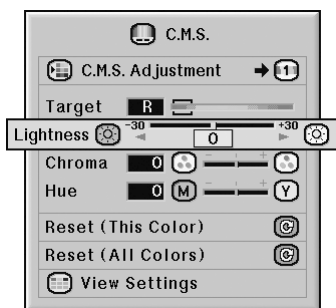 C.M.S.
C.M.S. Adjustment 1
Target R
Lightness -30 0 +30
Chroma 0 - +
Hue 0 M - + Y
Reset (This Color)
Reset (All Colors)
View Settings